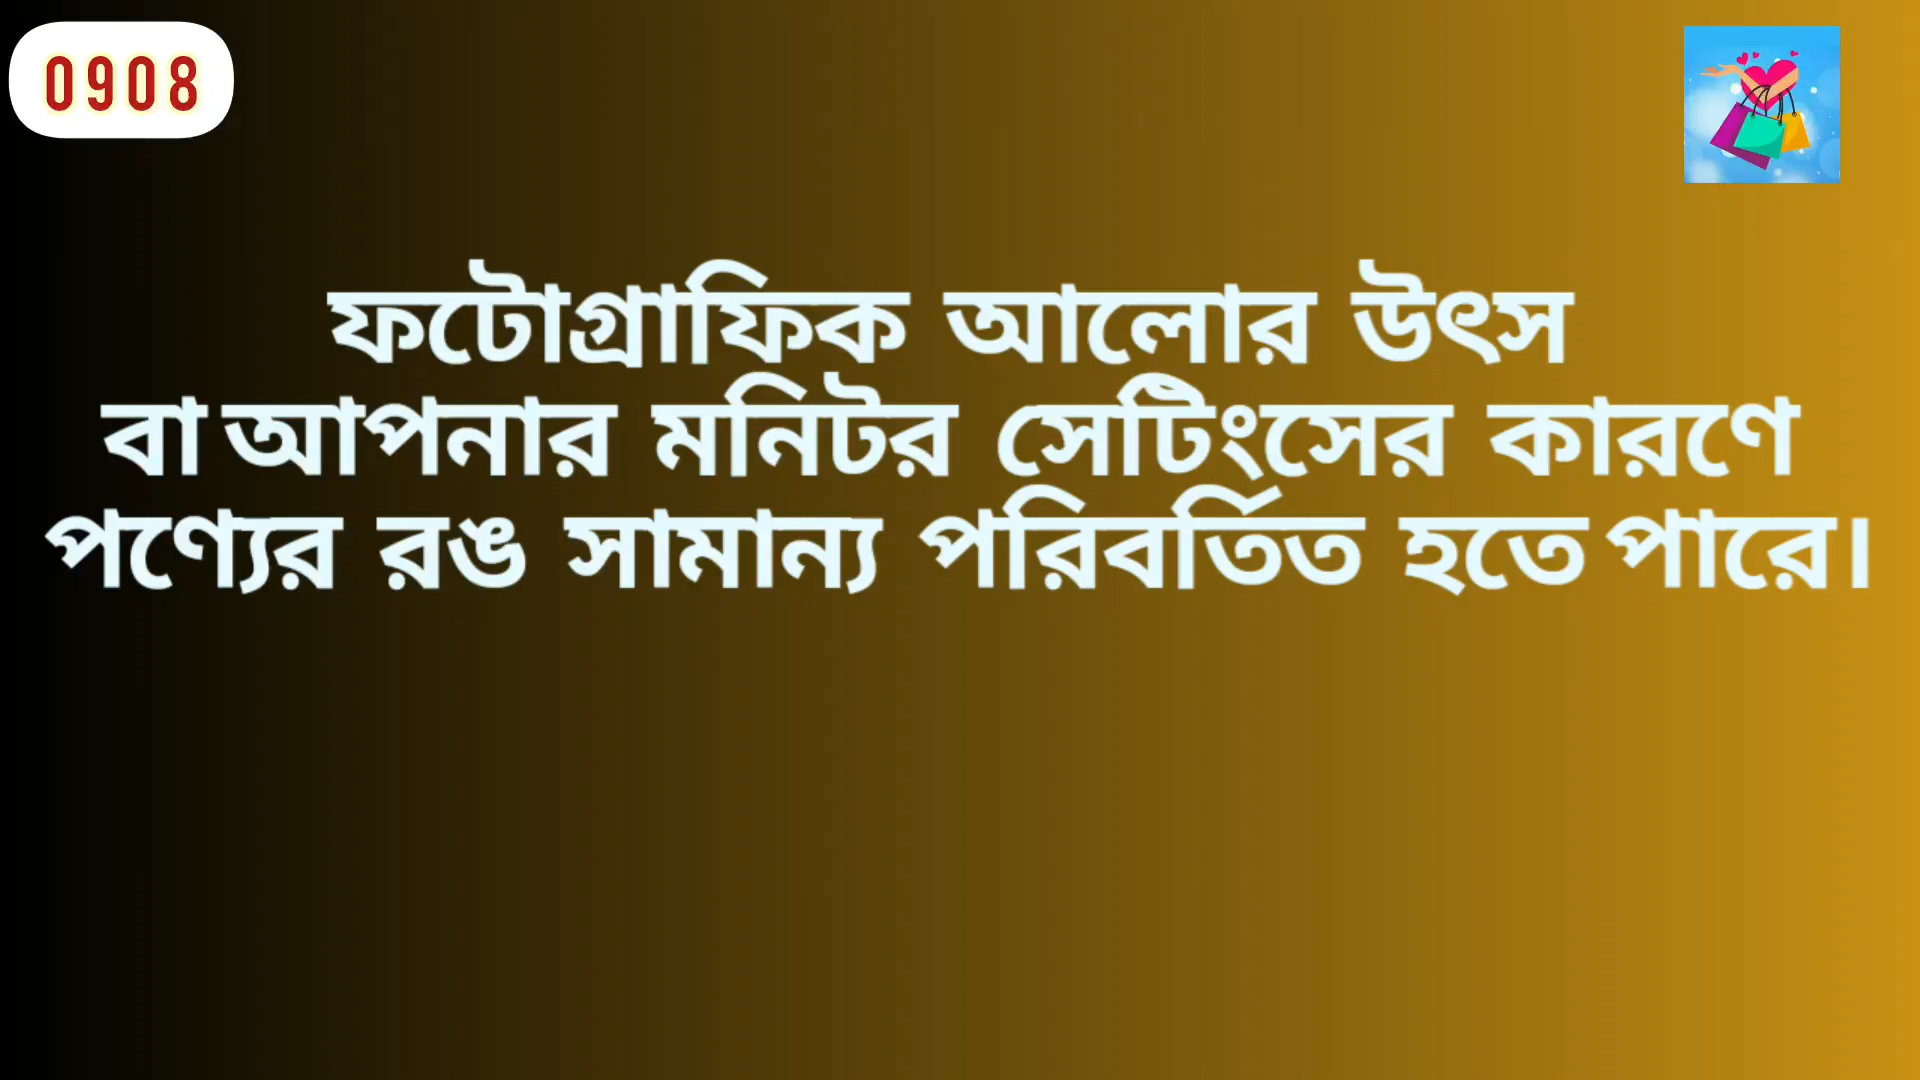 0908
ফটোগ্রাফিক আলোর উৎস
বা আপনার মনিটর সেটিংসের কারণে
পণ্যের রঙ সামান্য পরিবর্তিত হতে পারে।